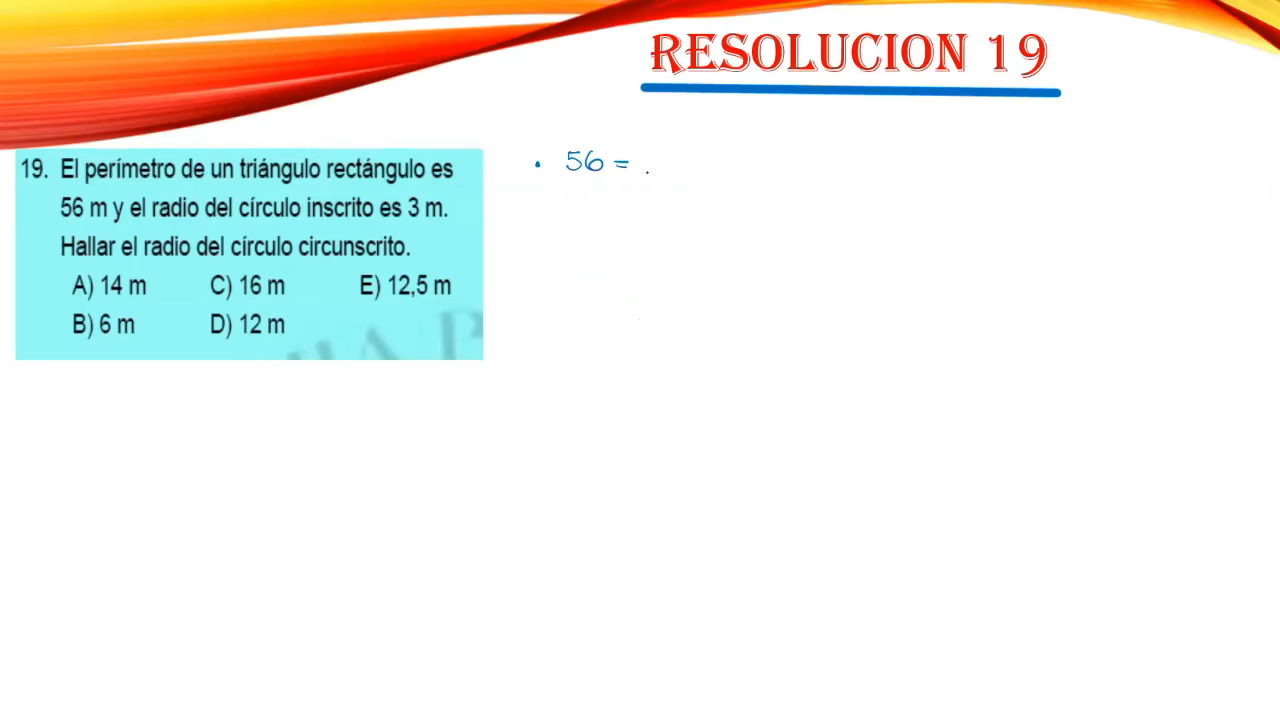 RESOLUCION 19
19. El perímetro de un triángulo rectángulo es
56 m y el radio del círculo inscrito es 3 m.
Hallar el radio del círculo circunscrito.
A) 14 m C) 16 m E) 12,5 m
B) 6 m D) 12 m
• 56 =